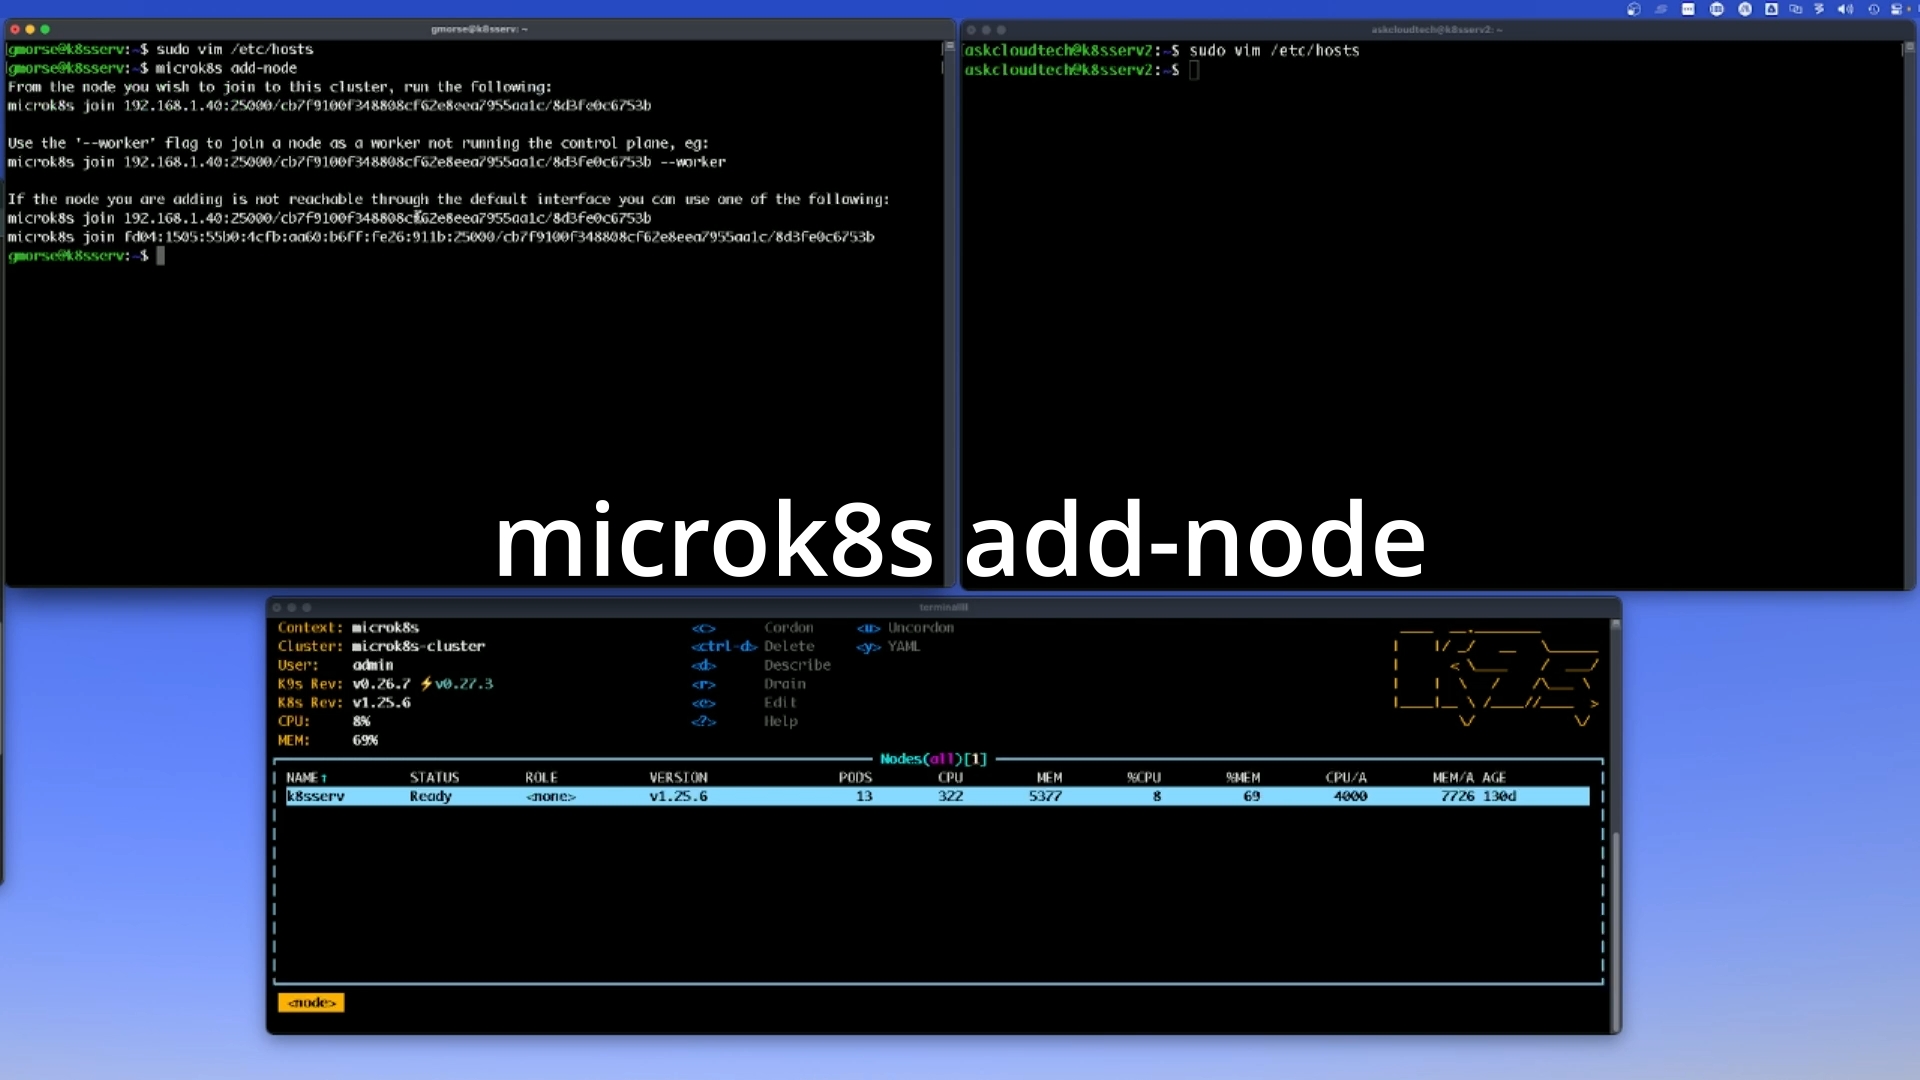 gmorse@k8sserv: ~
gmorse@k8sserv:~$ sudo vim /etc/hosts
gmorse@k8sserv:~$ microk8s add-node
From the node you wish to join to this cluster, run the following:
microk8s join 192.168.1.40:25000/cb7f9100f348808cf62e8eea7955aa1c/8d3fe0c6753b
Use the '--worker' flag to join a node as a worker not running the control plane, eg:
microk8s join 192.168.1.40:25000/cb7f9100f348808cf62e8eea7955aa1c/8d3fe0c6753b --worker
If the node you are adding is not reachable through the default interface you can use one of the following:
microk8s join 192.168.1.40:25000/cb7f9100f348808cf62e8eea7955aa1c/8d3fe0c6753b
microk8s join fd04:1505:55b0:4cfb:aa60:b6ff:fe26:911b:25000/cb7f9100f348808cf62e8eea7955aa1c/8d3fe0c6753b
gmorse@k8sserv:~$
askcloudtech@k8sserv2: ~
askcloudtech@k8sserv2:~$ sudo vim /etc/hosts
askcloudtech@k8sserv2:~$
microk8s add-node
Context: microk8s <c> Cordon <u> Uncordon
Cluster: microk8s-cluster <ctrl-d> Delete <y> YAML
User: admin <d> Describe
K9s Rev: v0.26.7 ⚡v0.27.3 <r> Drain
K8s Rev: v1.25.6 <e> Edit
CPU: 8% <?> Help
MEM: 69%
Nodes(all)[1]
NAME↑ STATUS ROLE VERSION PODS CPU MEM %CPU %MEM CPU/A MEM/A AGE
k8sserv Ready <none> v1.25.6 13 322 5377 8 69 4000 7726 130d
<node>